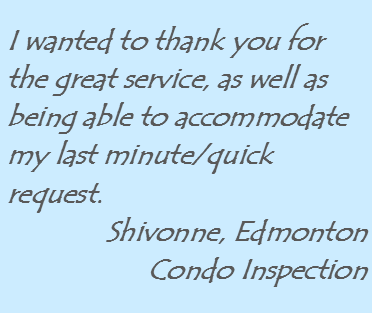 I wanted to thank you for
the great service, as well as
being able to accommodate
my last minute/quick
request.
Shivonne, Edmonton
Condo Inspection